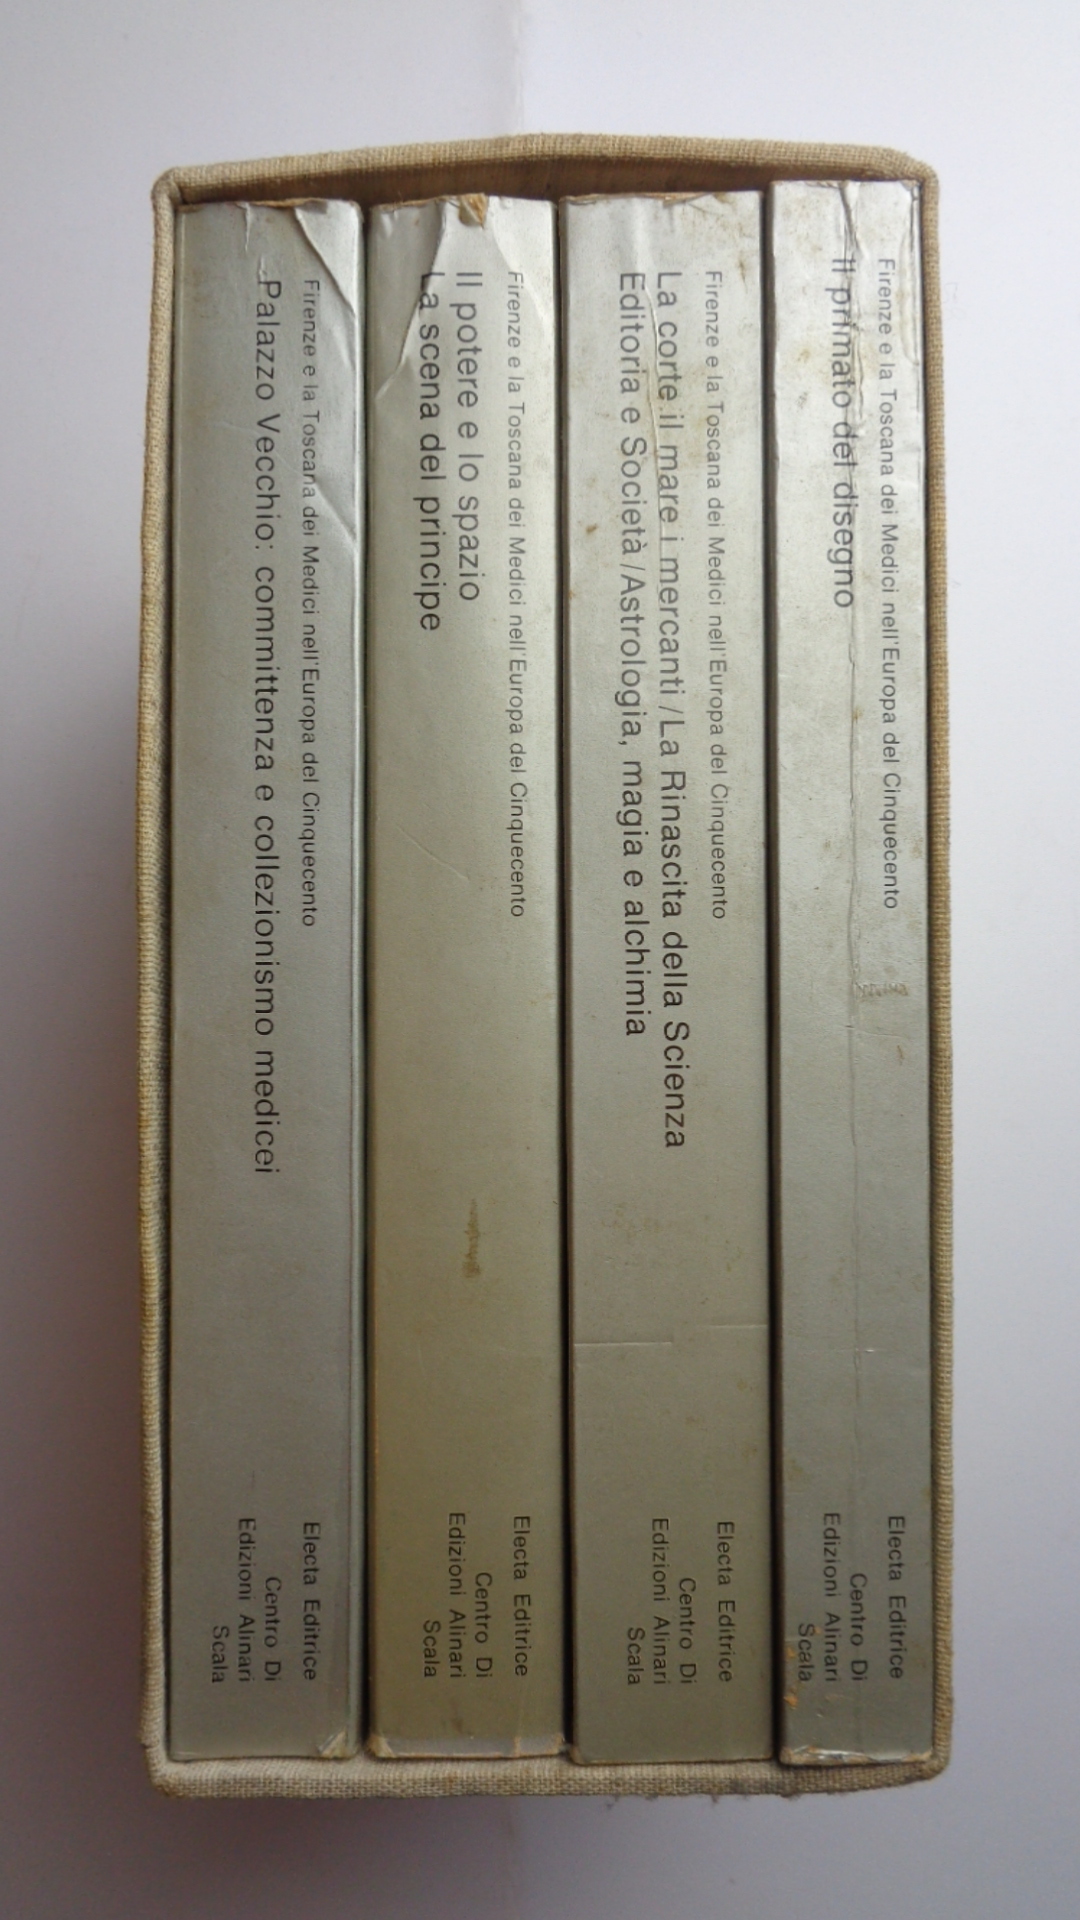 Firenze e la Toscana dei Medici nell'Europa del Cinquecento
Palazzo Vecchio: committenza e collezionismo medicei
Electa Editrice
Centro Di
Edizioni Alinari
Scala
Firenze e la Toscana dei Medici nell'Europa del Cinquecento
Il potere e lo spazio
La scena del principe
Electa Editrice
Centro Di
Edizioni Alinari
Scala
Firenze e la Toscana dei Medici nell'Europa del Cinquecento
La corte il mare i mercanti / La Rinascita della Scienza
Editoria e Società / Astrologia, magia e alchimia
Electa Editrice
Centro Di
Edizioni Alinari
Scala
Firenze e la Toscana dei Medici nell'Europa del Cinquecento
Il primato del disegno
Electa Editrice
Centro Di
Edizioni Alinari
Scala